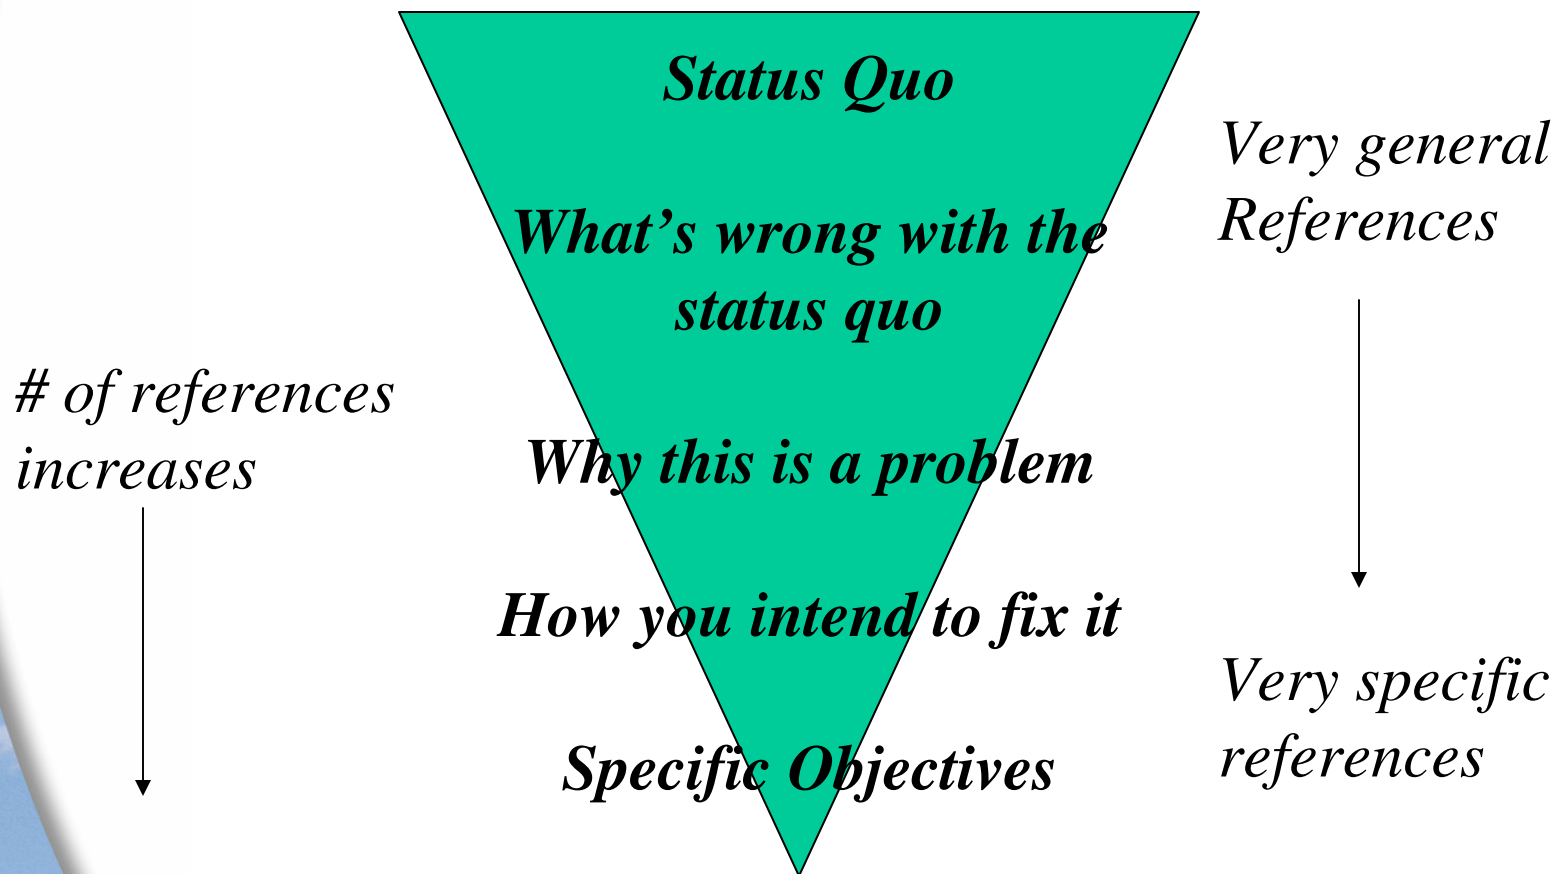 Status Quo
What's wrong with the
status quo
Why this is a problem
How you intend to fix it
Specific Objectives
# of references
increases
Very general
References
Very specific
references